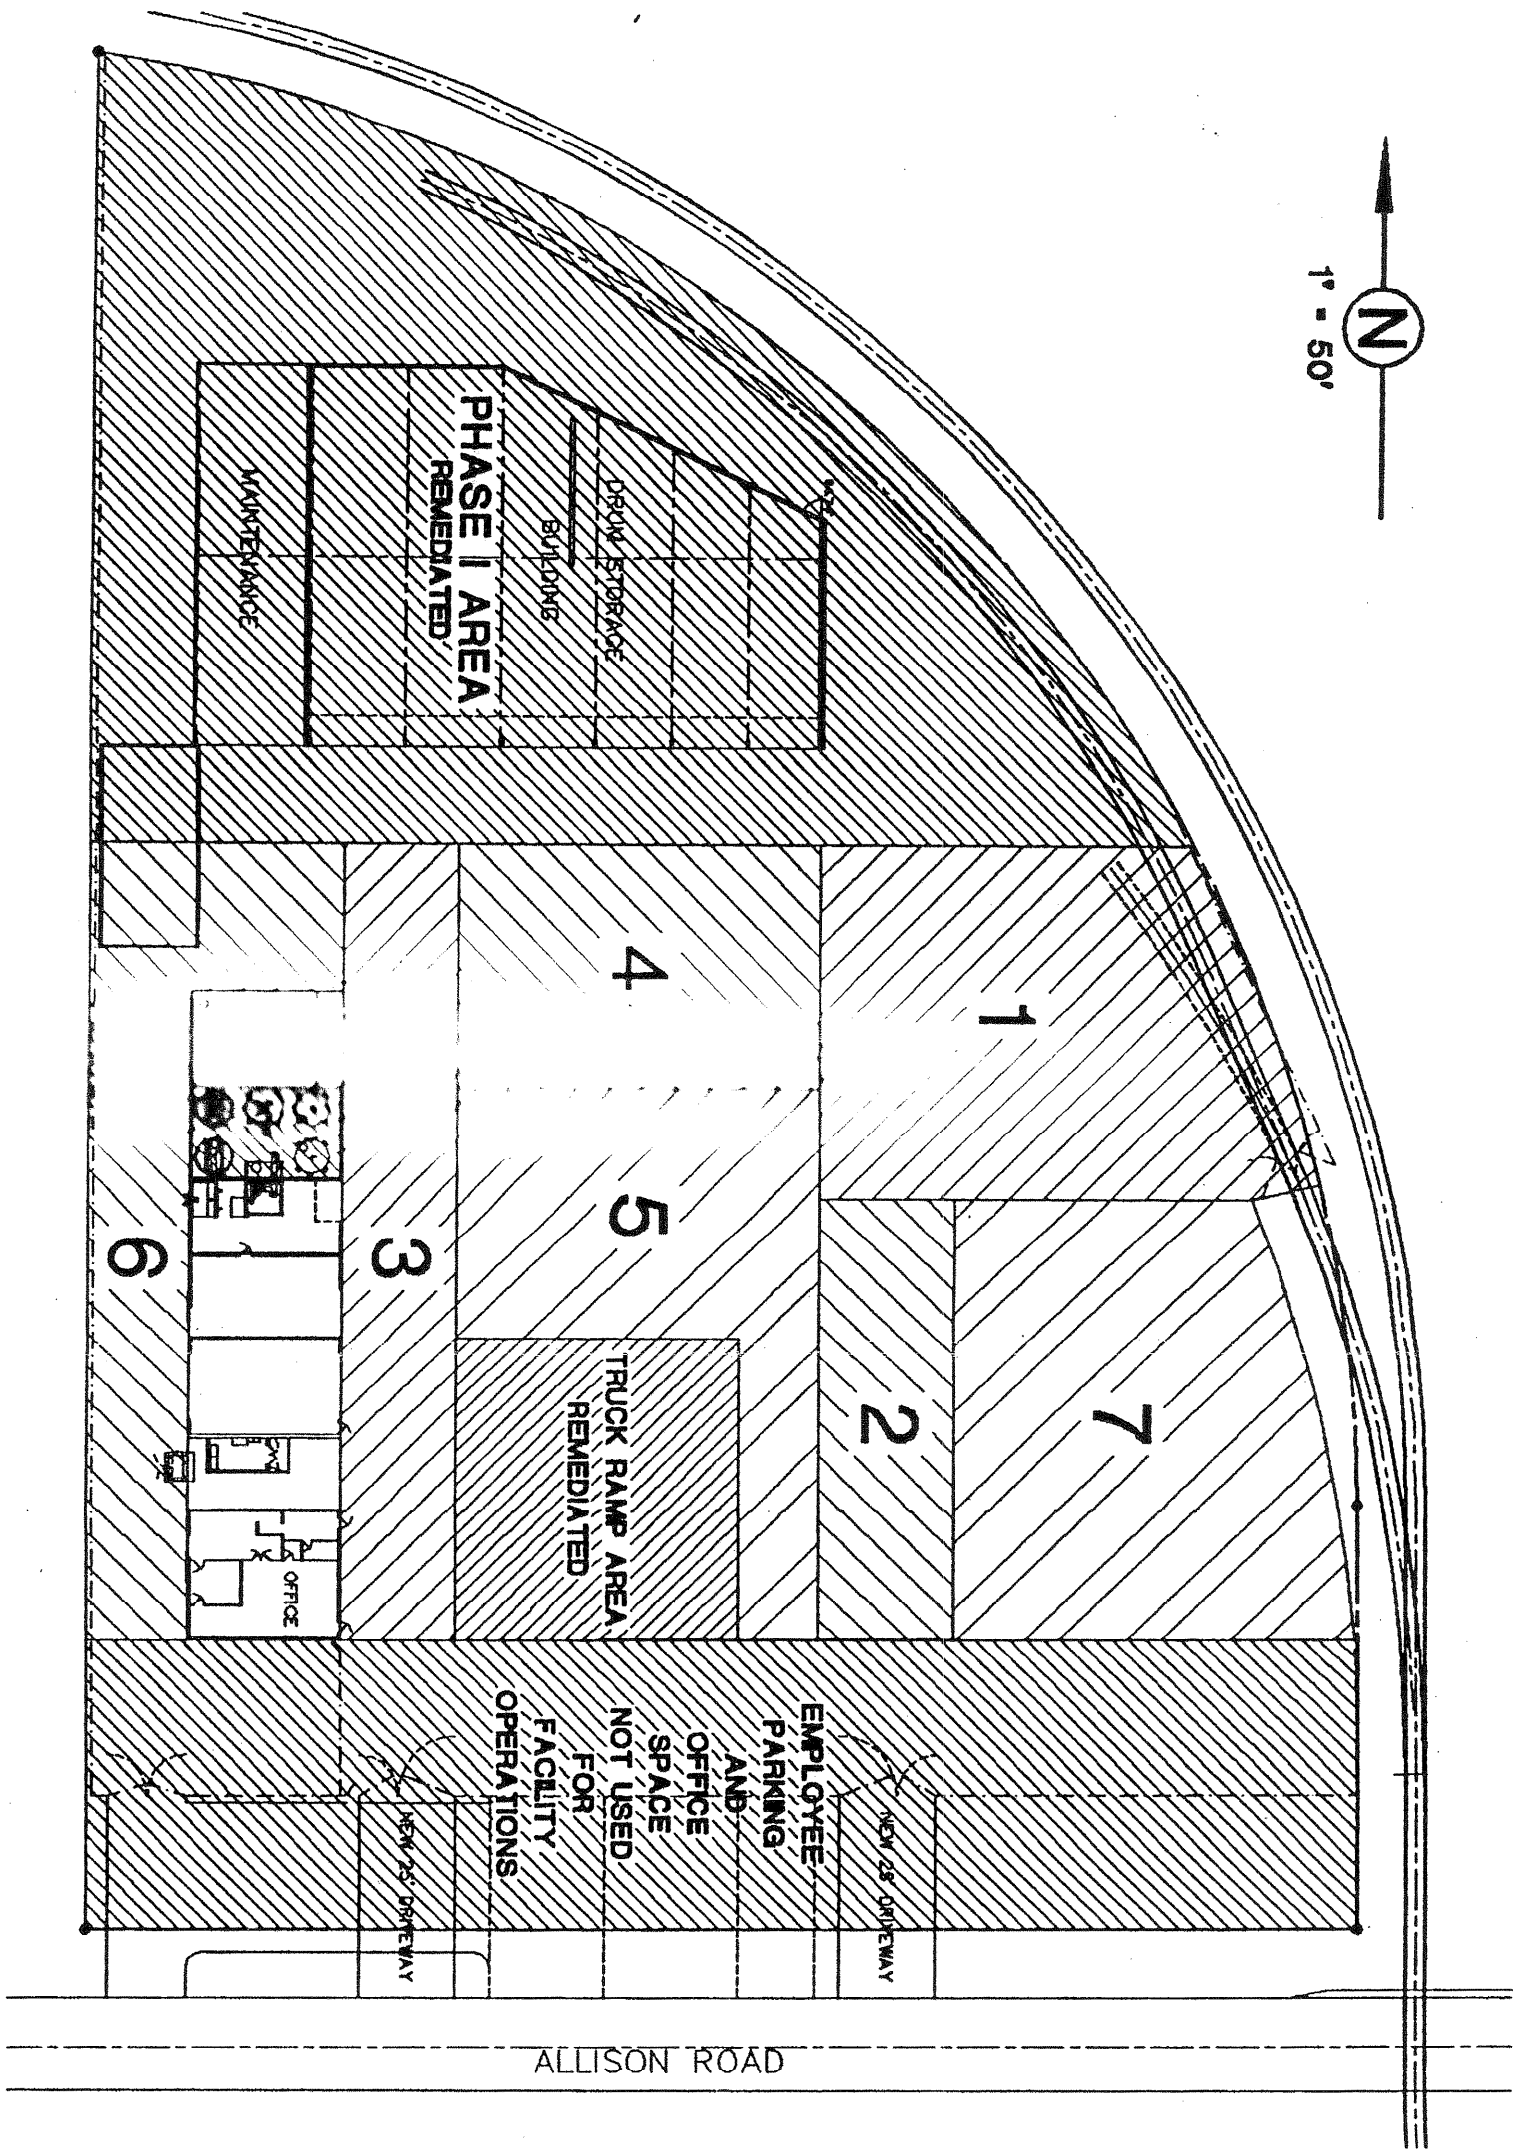 N
1" - 50'
PHASE I AREA
REMEDIATED
DRUM STORAGE
BUILDING
MAINTENANCE
1
4
5
3
6
2
7
TRUCK RAMP AREA
REMEDIATED
OFFICE
EMPLOYEE
PARKING
AND
OFFICE
SPACE
NOT USED
FOR
FACILITY
OPERATIONS
NEW 25' DRIVEWAY
NEW 25' DRIVEWAY
ALLISON ROAD